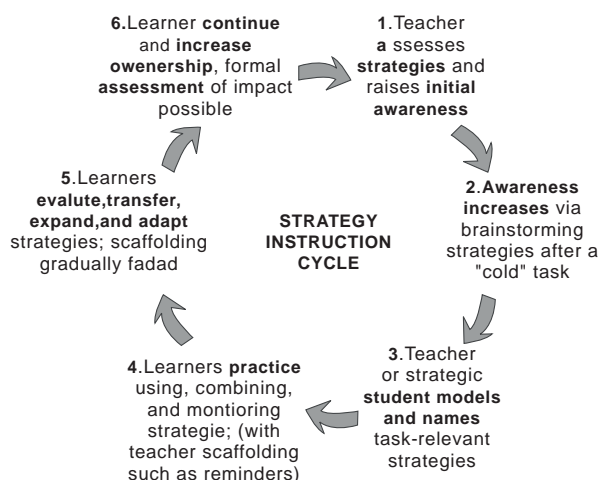 6.Learner continue
and increase
owenership, formal
assessment of impact
possible
1.Teacher
a ssesses
strategies and
raises initial
awareness
2.Awareness
increases via
brainstorming
strategies after a
"cold" task
3.Teacher
or strategic
student models
and names
task-relevant
strategies
4.Learners practice
using, combining,
and montioring
strategie; (with
teacher scaffolding
such as reminders)
5.Learners
evalute,transfer,
expand,and adapt
strategies; scaffolding
gradually fadad
STRATEGY
INSTRUCTION
CYCLE